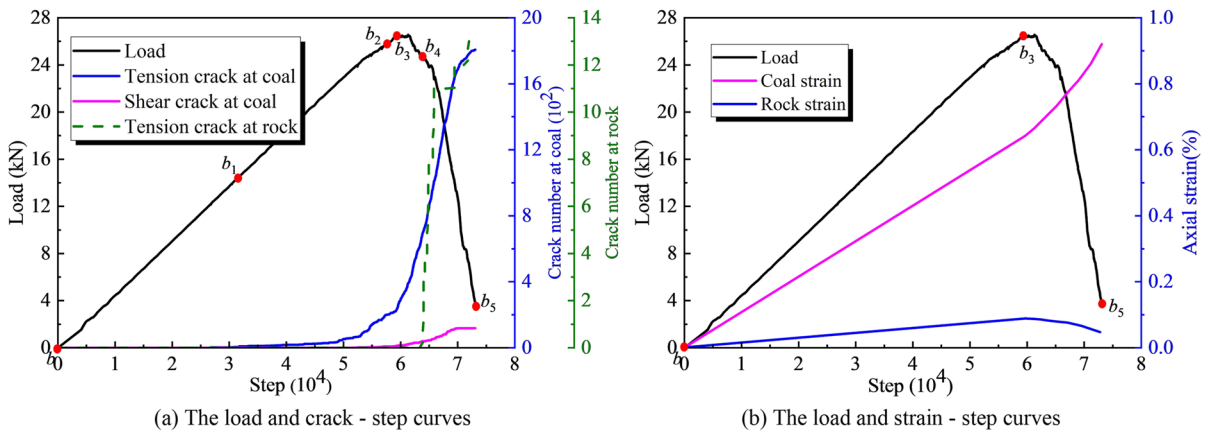 28
24
20
16
12
8
4
0
Load (kN)
Load
Tension crack at coal
Shear crack at coal
Tension crack at rock
b1
b2
b3
b4
b5
b
0 1 2 3 4 5 6 7 8
Step (10^4)
20
16
12
8
4
0
Crack number at coal (10^2)
14
12
10
8
6
4
2
0
Crack number at rock
(a) The load and crack - step curves
28
24
20
16
12
8
4
0
Load (kN)
Load
Coal strain
Rock strain
b3
b5
b
0 1 2 3 4 5 6 7 8
Step (10^4)
1.0
0.8
0.6
0.4
0.2
0.0
Axial strain(%)
(b) The load and strain - step curves